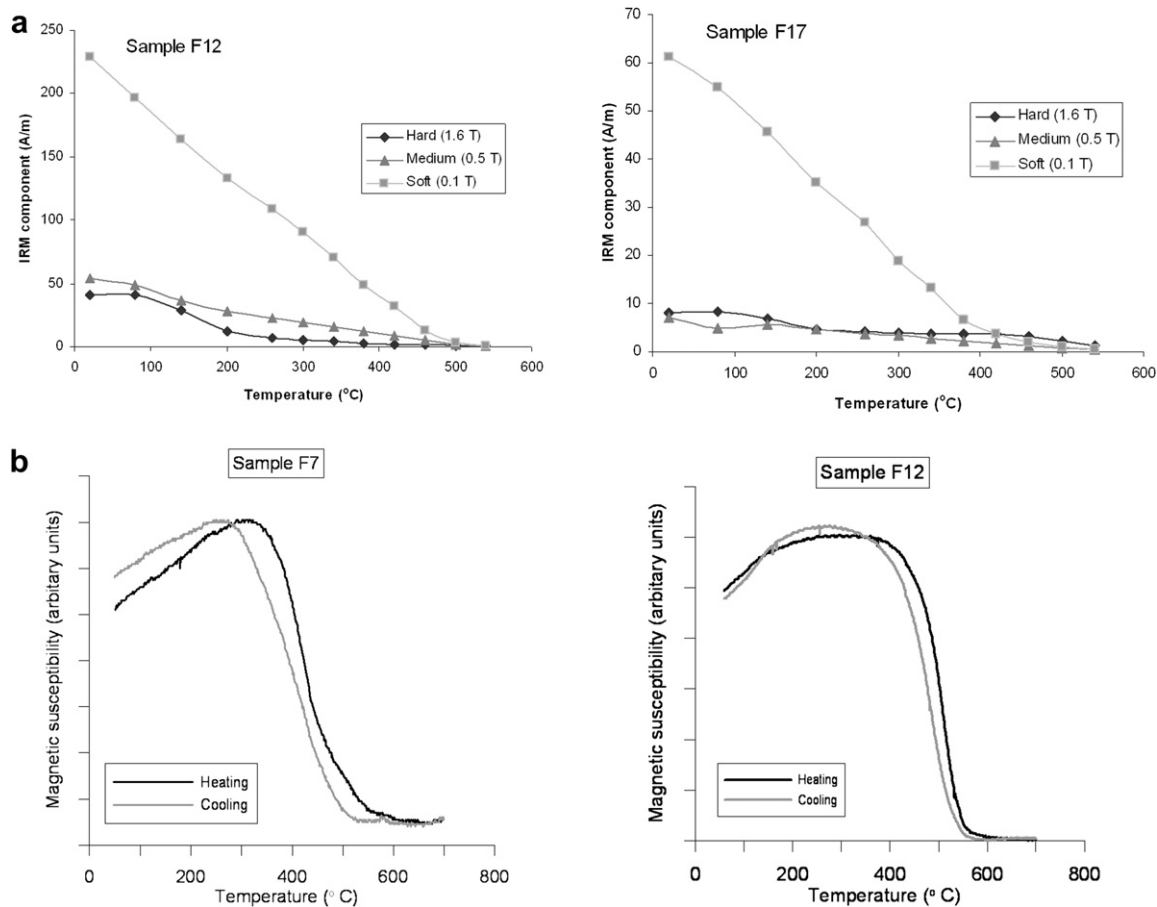 a
Sample F12
250
200
150
100
50
0
IRM component (A/m)
Hard (1.6 T)
Medium (0.5 T)
Soft (0.1 T)
0 100 200 300 400 500 600
Temperature (°C)
Sample F17
70
60
50
40
30
20
10
0
IRM component (A/m)
Hard (1.6 T)
Medium (0.5 T)
Soft (0.1 T)
0 100 200 300 400 500 600
Temperature (°C)
b
Sample F7
Magnetic susceptibility (arbitary units)
Heating
Cooling
0 200 400 600 800
Temperature (° C)
Sample F12
Magnetic susceptibility (arbitary units)
Heating
Cooling
0 200 400 600 800
Temperature (° C)